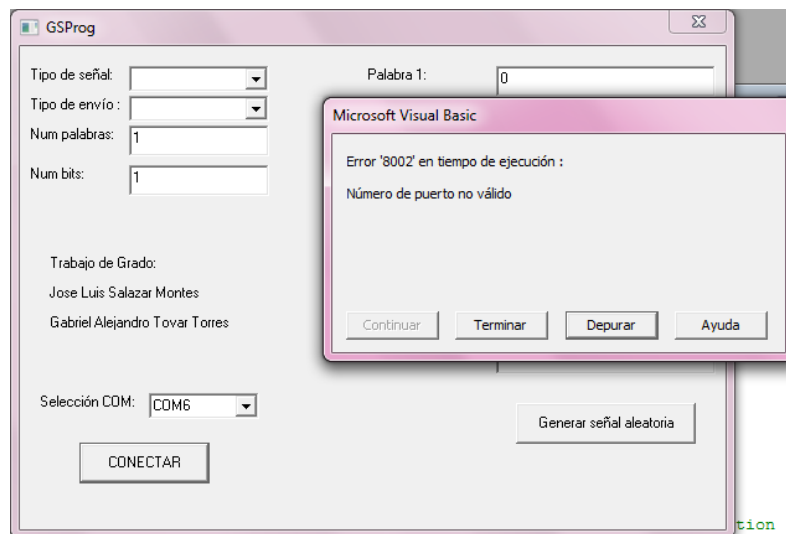 GSProg
Tipo de señal:
Palabra 1:
0
Tipo de envío :
Num palabras:
1
Num bits:
1
Microsoft Visual Basic
Error '8002' en tiempo de ejecución :
Número de puerto no válido
Continuar
Terminar
Depurar
Ayuda
Trabajo de Grado:
Jose Luis Salazar Montes
Gabriel Alejandro Tovar Torres
Selección COM:
COM6
CONECTAR
Generar señal aleatoria
tion